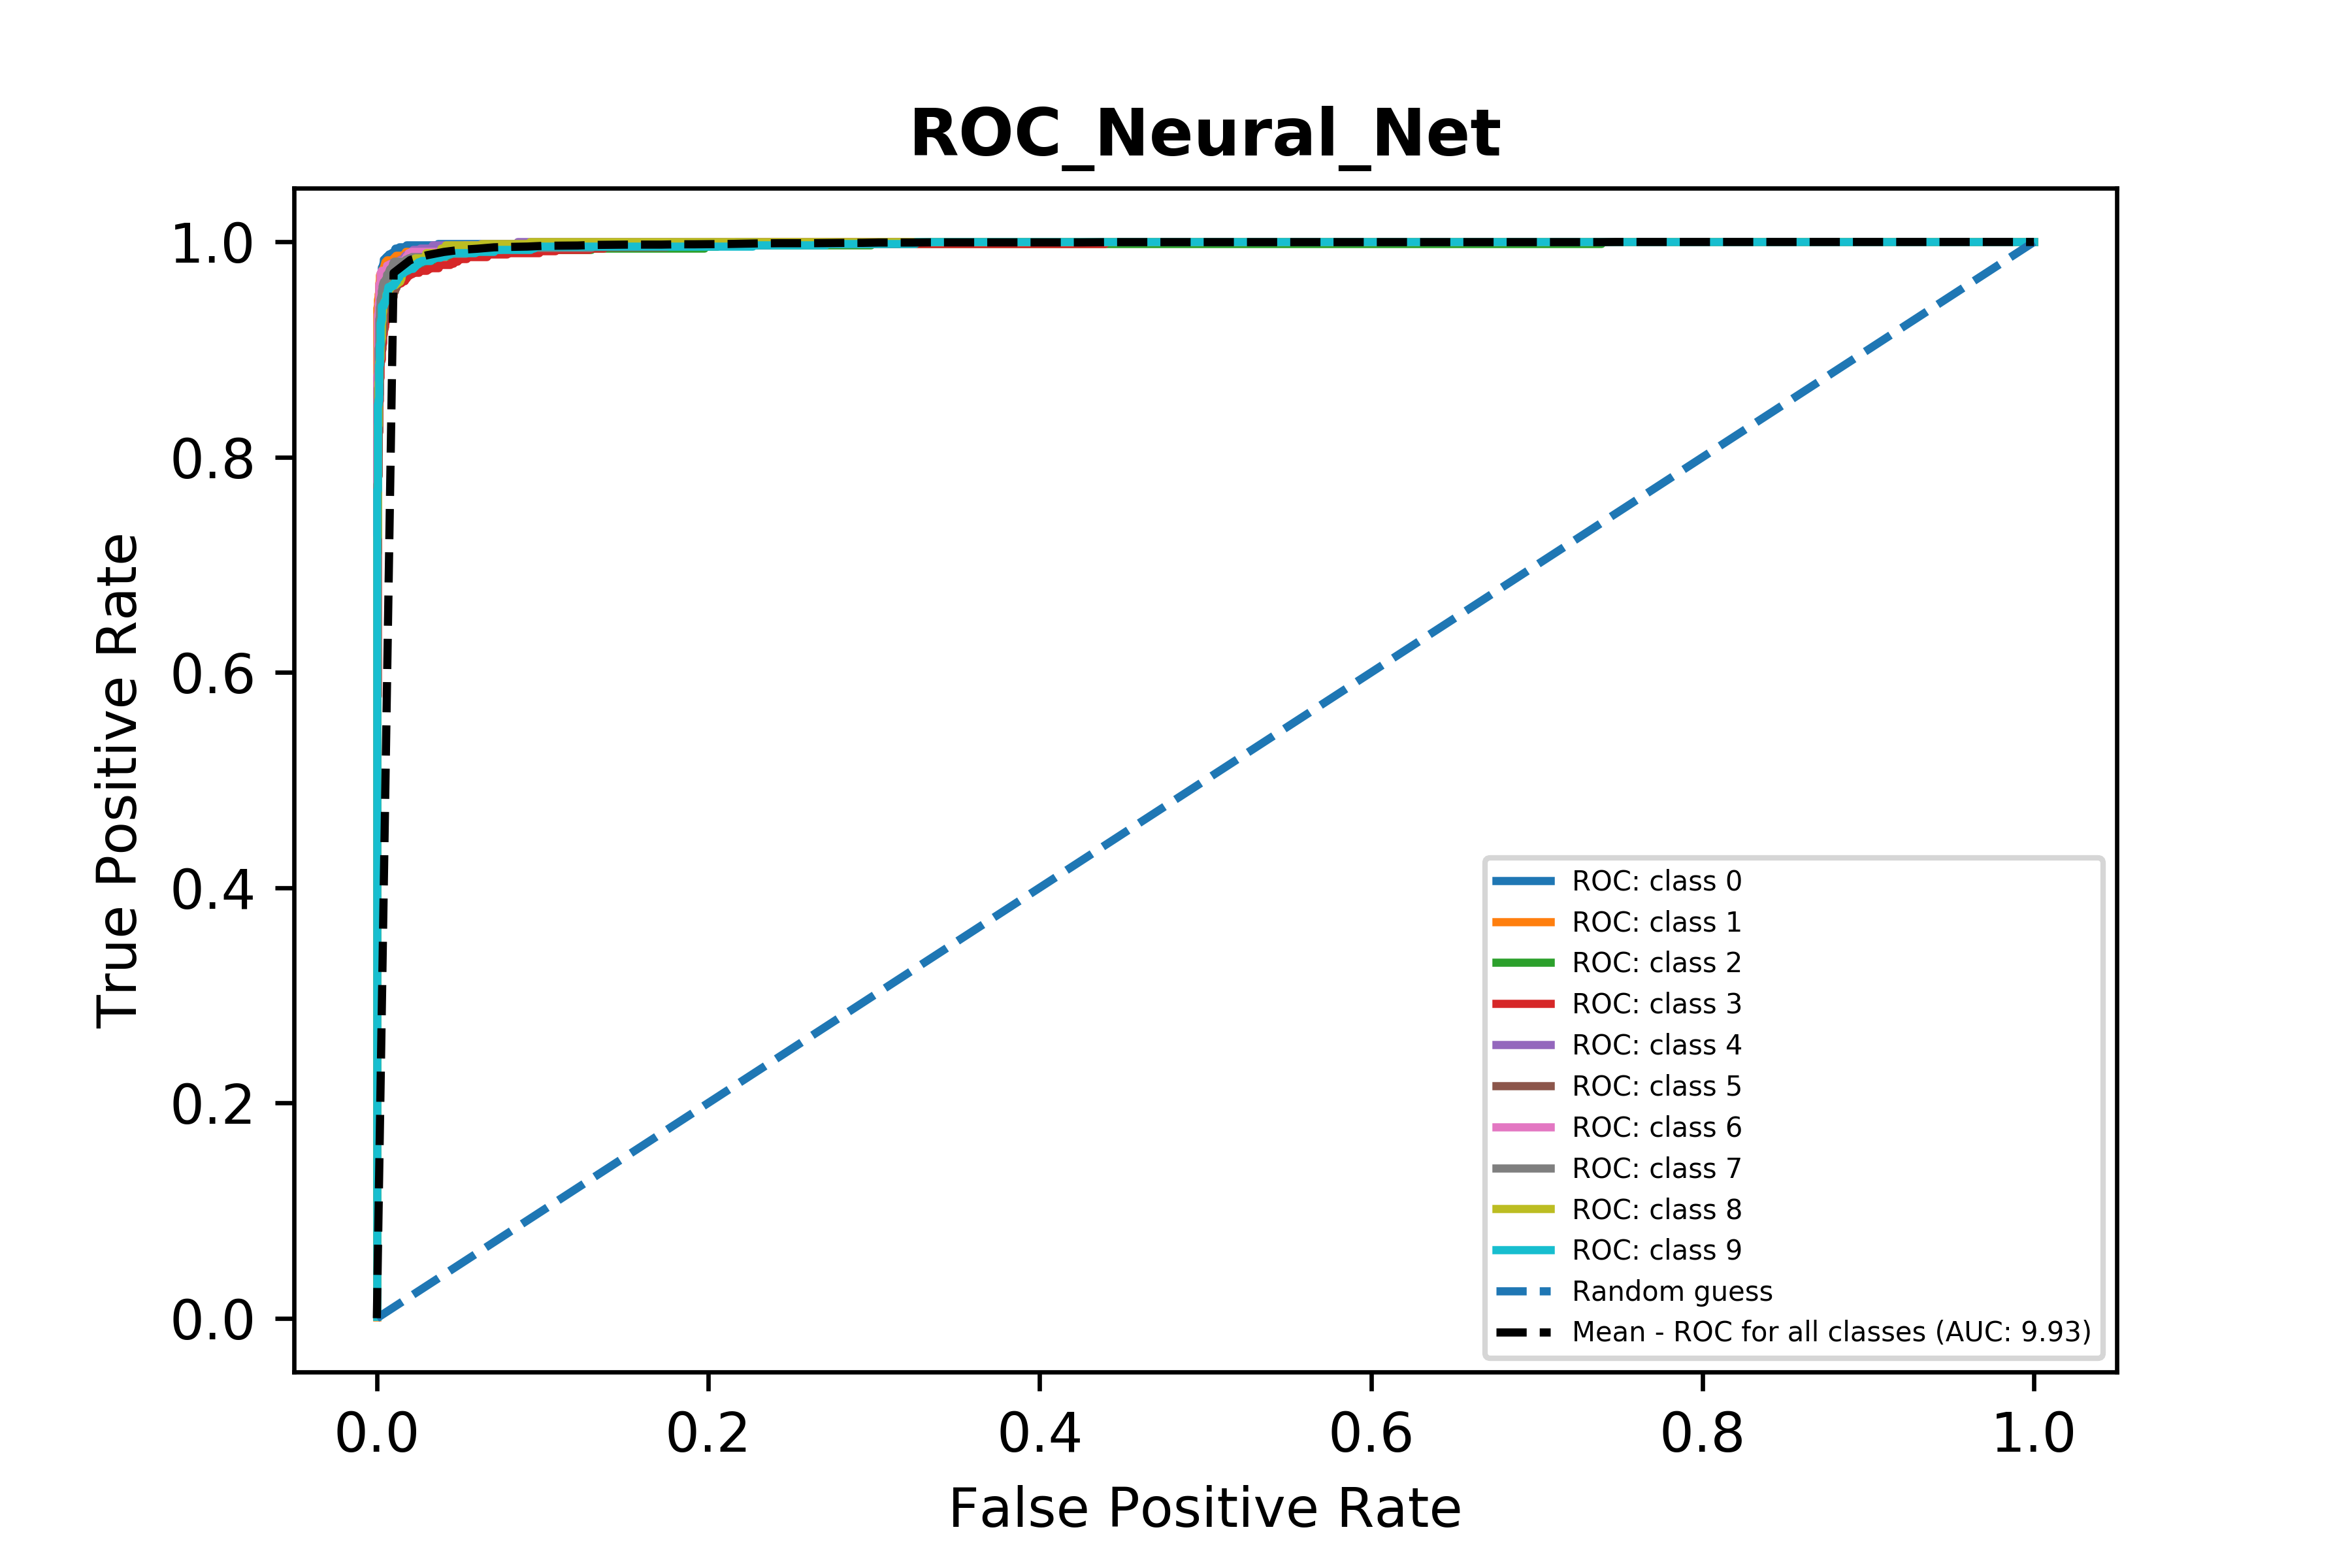 ROC_Neural_Net
True Positive Rate
1.0
0.8
0.6
0.4
0.2
0.0
ROC: class 0
ROC: class 1
ROC: class 2
ROC: class 3
ROC: class 4
ROC: class 5
ROC: class 6
ROC: class 7
ROC: class 8
ROC: class 9
Random guess
Mean - ROC for all classes (AUC: 9.93)
0.0 0.2 0.4 0.6 0.8 1.0
False Positive Rate